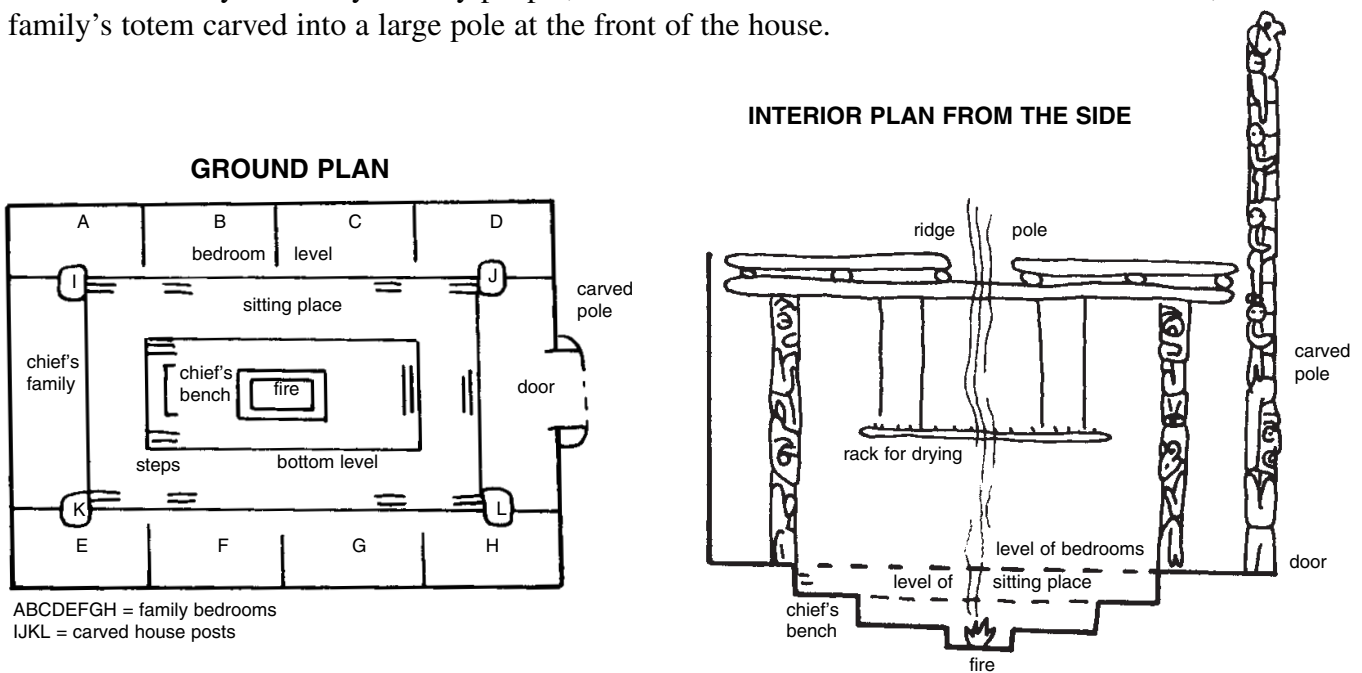 family’s totem carved into a large pole at the front of the house.
GROUND PLAN
A B C D
bedroom level
I J
sitting place
carved
pole
chief’s
family
chief’s
bench
fire
door
steps
bottom level
K L
E F G H
ABCDEFGH = family bedrooms
IJKL = carved house posts
INTERIOR PLAN FROM THE SIDE
ridge pole
carved
pole
rack for drying
level of bedrooms
level of sitting place
door
chief’s
bench
fire